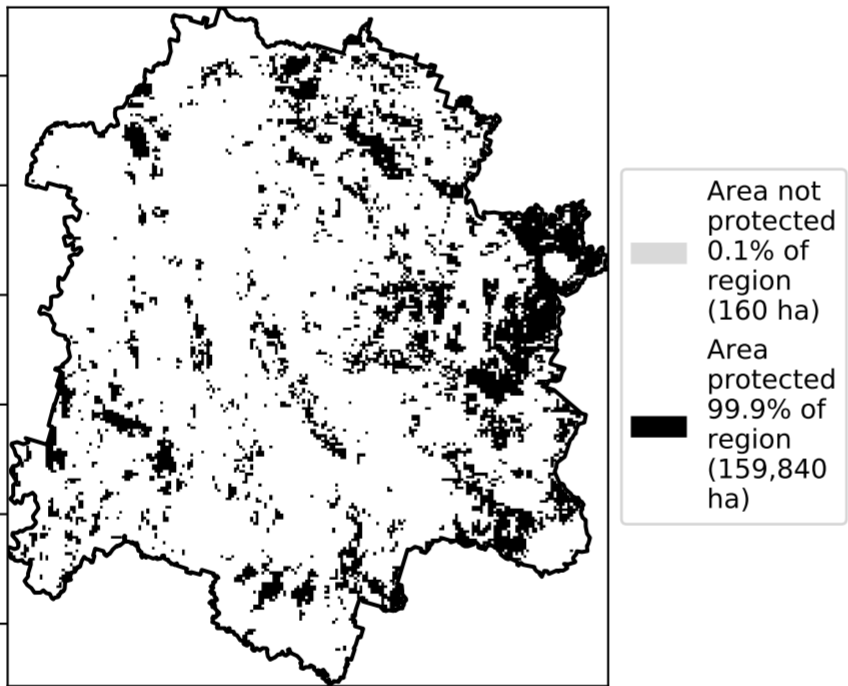 Area not
protected
0.1% of
region
(160 ha)
Area
protected
99.9% of
region
(159,840
ha)